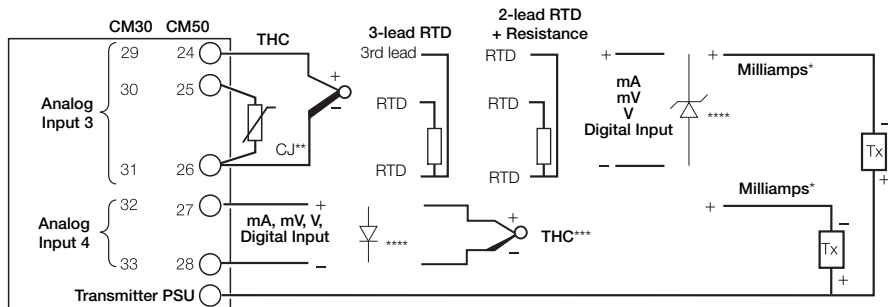 CM30 CM50
THC
3-lead RTD
2-lead RTD
+ Resistance
Analog
Input 3
29 24
30 25
31 26
+
–
CJ**
3rd lead
RTD
RTD
RTD
RTD
RTD
+
mA
mV
V
Digital Input
–
****
+ Milliamps*
–
Tx
+
Analog
Input 4
32 27
33 28
+
mA, mV, V,
Digital Input
–
****
+
–
THC***
+ Milliamps*
–
Tx
+
Transmitter PSU